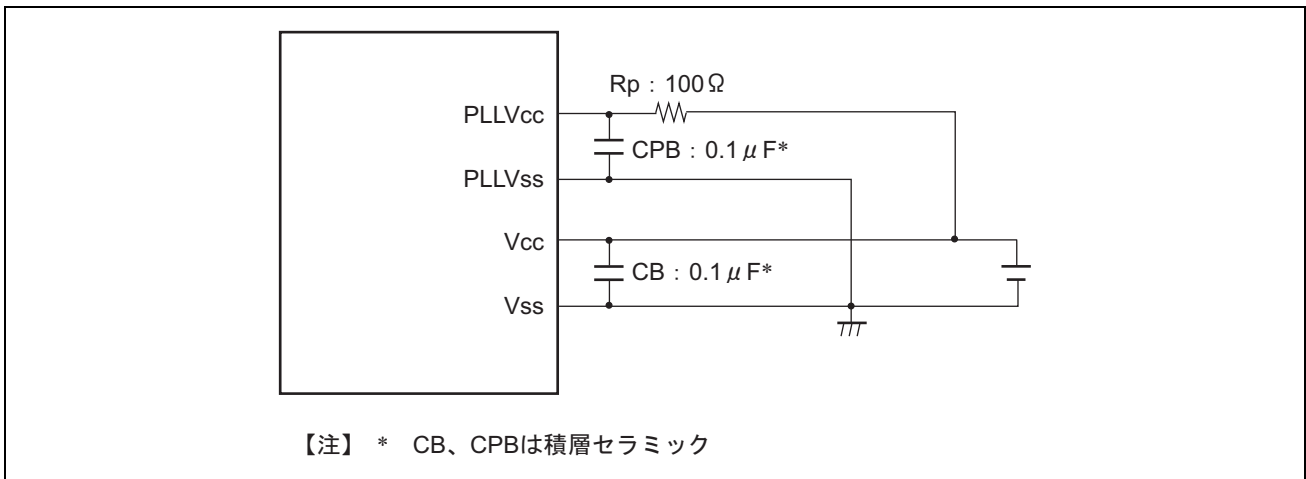 Rp：100Ω
PLLVcc
CPB：0.1μF*
PLLVss
Vcc
CB：0.1μF*
Vss
【注】 * CB、CPBは積層セラミック